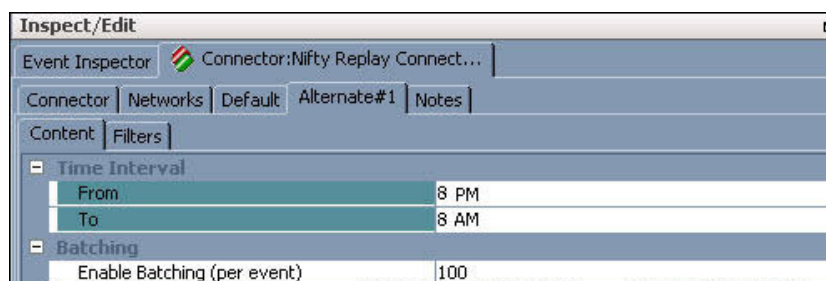 Inspect/Edit
Event Inspector Connector:Nifty Replay Connect...
Connector Networks Default Alternate#1 Notes
Content Filters
Time Interval
From 8 PM
To 8 AM
Batching
Enable Batching (per event) 100